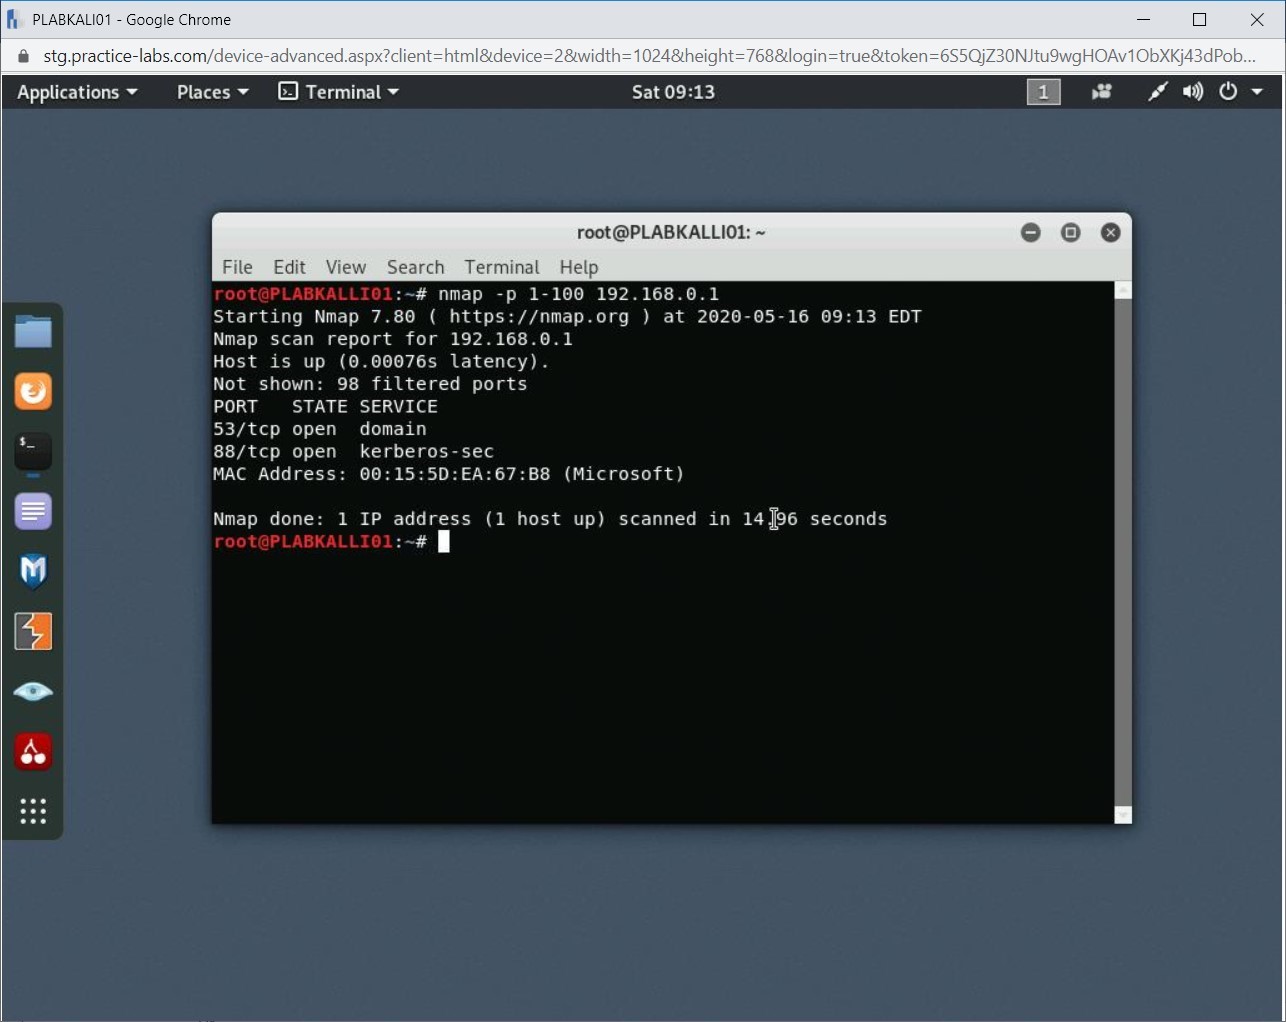 PLABKALI01 - Google Chrome
stg.practice-labs.com/device-advanced.aspx?client=html&device=2&width=1024&height=768&login=true&token=6S5QjZ30NJtu9wgHOAv1ObXKj43dPob...
Applications Places Terminal Sat 09:13 1
root@PLABKALLI01: ~
File Edit View Search Terminal Help
root@PLABKALLI01:~# nmap -p 1-100 192.168.0.1
Starting Nmap 7.80 ( https://nmap.org ) at 2020-05-16 09:13 EDT
Nmap scan report for 192.168.0.1
Host is up (0.00076s latency).
Not shown: 98 filtered ports
PORT   STATE SERVICE
53/tcp open  domain
88/tcp open  kerberos-sec
MAC Address: 00:15:5D:EA:67:B8 (Microsoft)
Nmap done: 1 IP address (1 host up) scanned in 14.96 seconds
root@PLABKALLI01:~#
$_